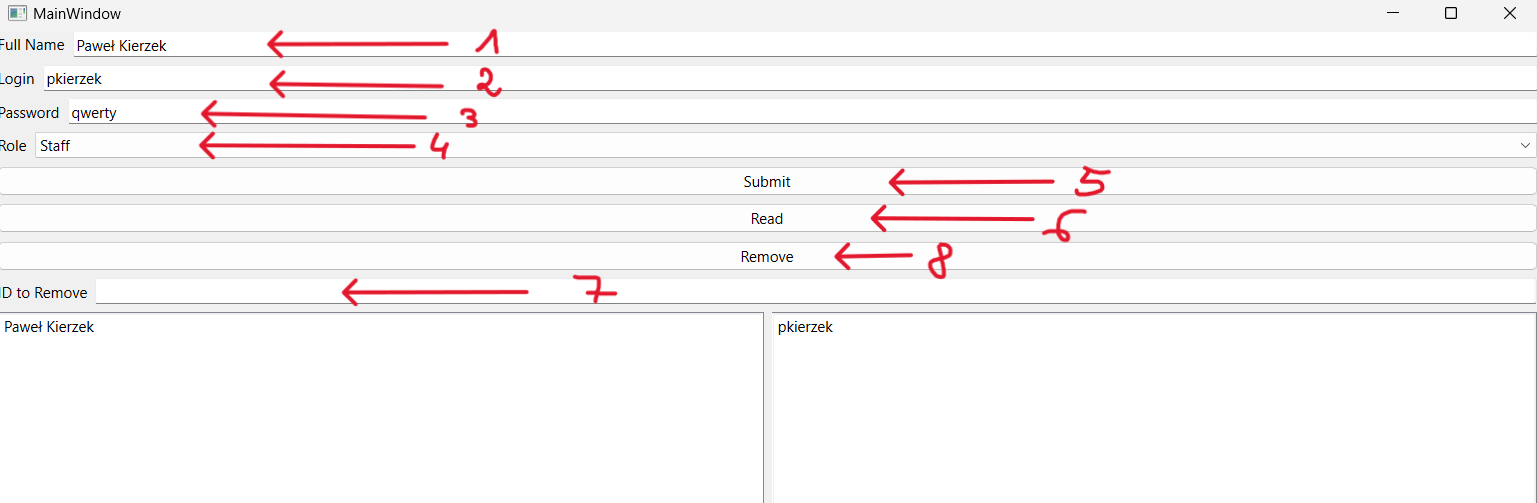 MainWindow
Full Name Paweł Kierzek 1
Login pkierzek 2
Password qwerty 3
Role Staff 4
Submit 5
Read 6
Remove 8
ID to Remove 7
Paweł Kierzek pkierzek